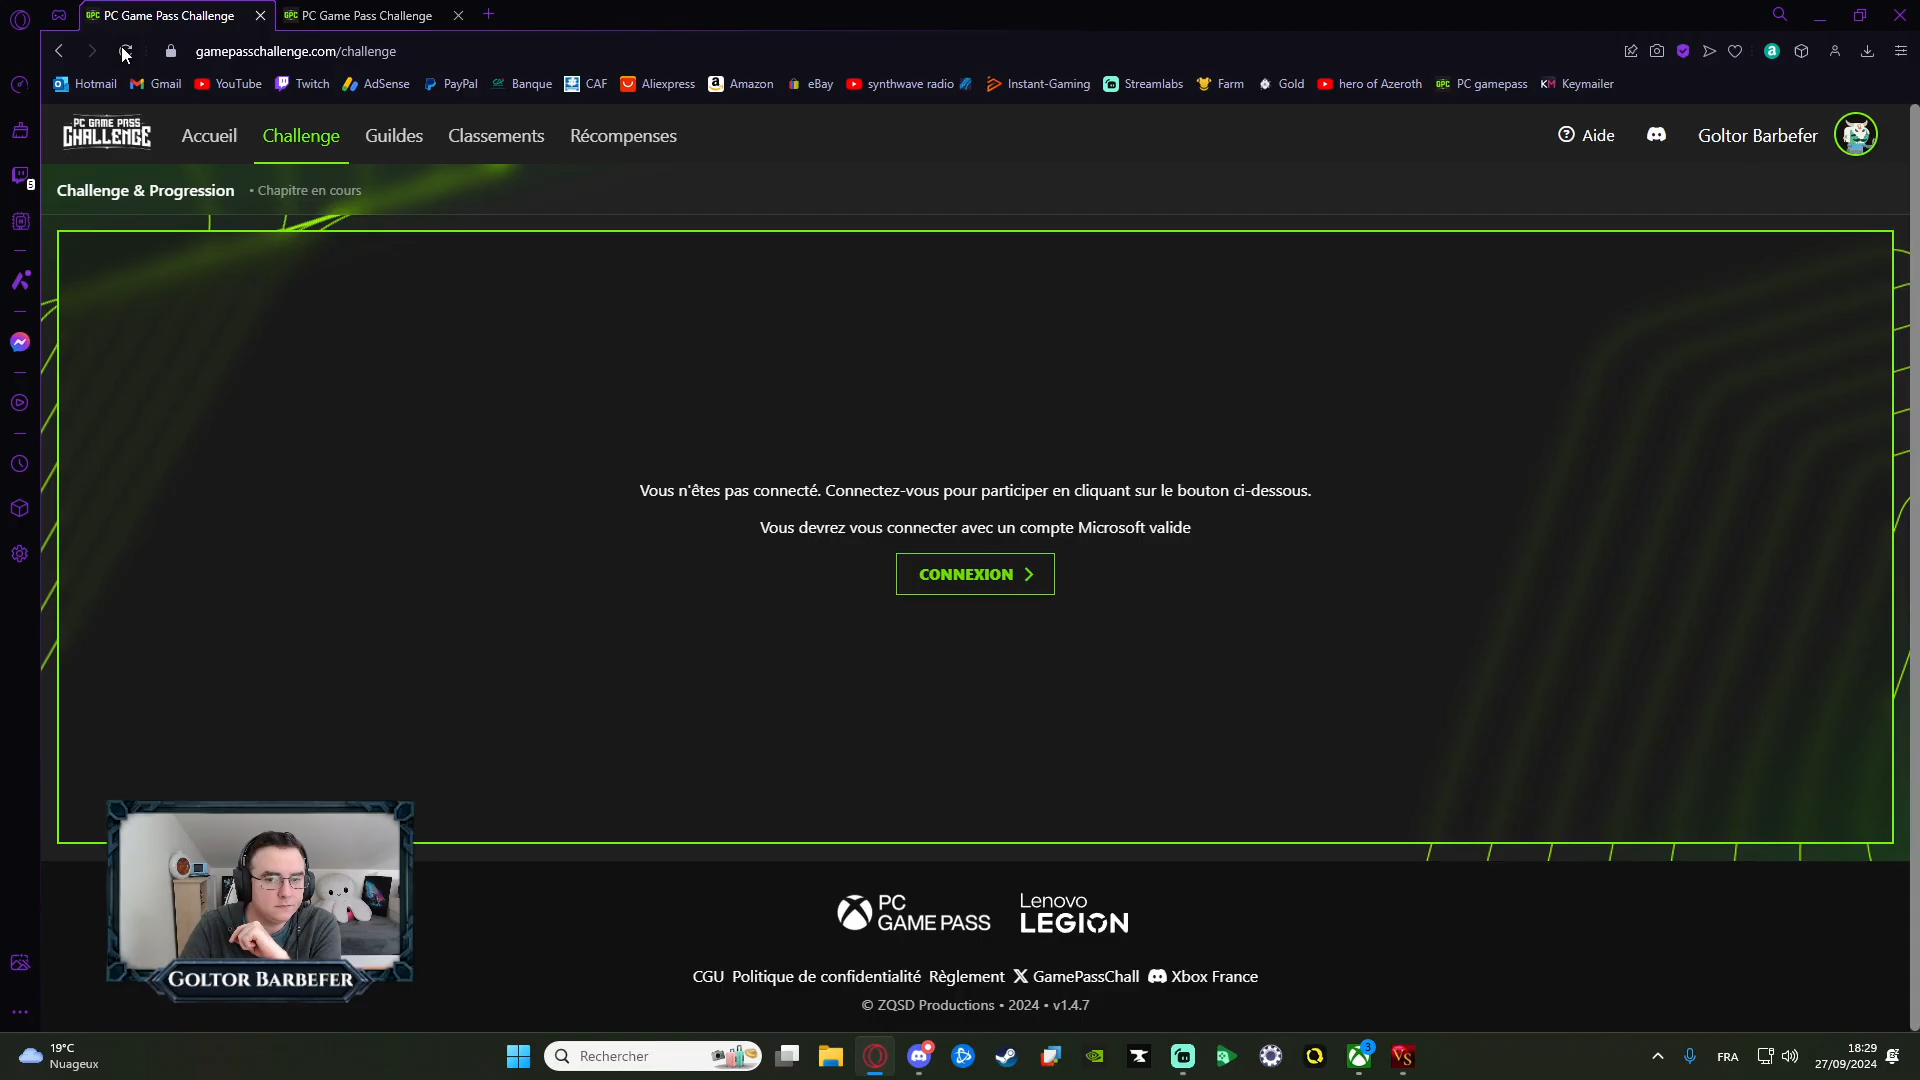 PC Game Pass Challenge
PC Game Pass Challenge
gamepasschallenge.com/challenge
Hotmail
Gmail
YouTube
Twitch
AdSense
PayPal
Banque
CAF
Aliexpress
Amazon
eBay
synthwave radio
Instant-Gaming
Streamlabs
Farm
Gold
hero of Azeroth
PC gamepass
KM Keymailer
PC GAME PASS
CHALLENGE
Accueil
Challenge
Guildes
Classements
Récompenses
Aide
Goltor Barbefer
Challenge & Progression
• Chapitre en cours
5
Vous n'êtes pas connecté. Connectez-vous pour participer en cliquant sur le bouton ci-dessous.
Vous devrez vous connecter avec un compte Microsoft valide
CONNEXION
PC
GAME PASS
Lenovo
LEGION
GOLTOR BARBEFER
CGU Politique de confidentialité Règlement X GamePassChall Xbox France
© ZQSD Productions • 2024 • v1.4.7
19°C
Nuageux
Rechercher
3
VS
FRA
18:29
27/09/2024